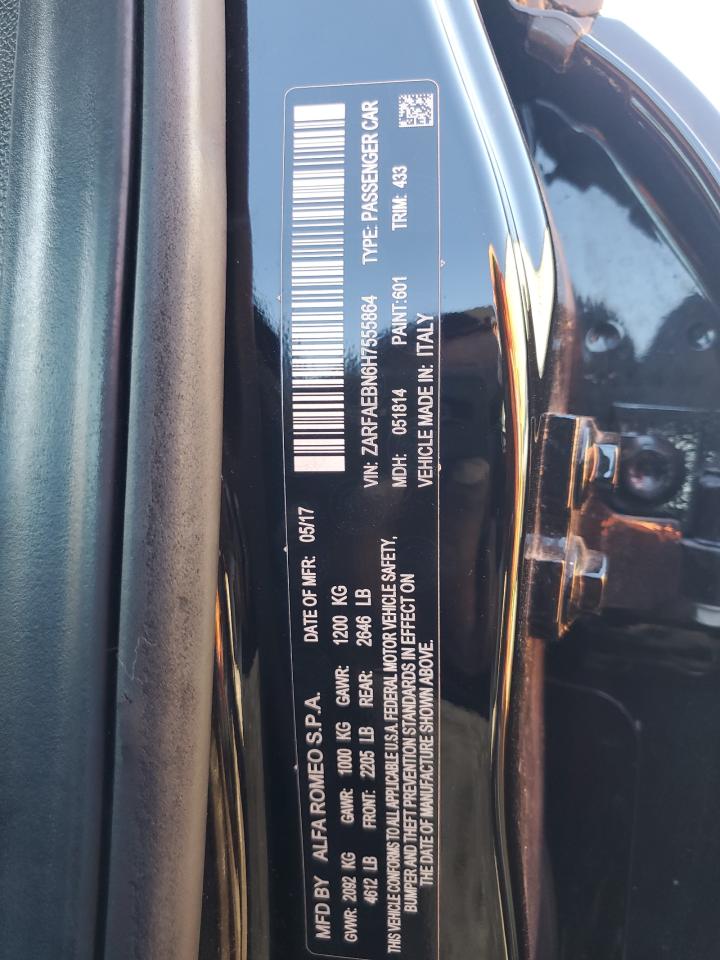 MFD BY ALFA ROMEO S.P.A. DATE OF MFR: 05/17
GVWR: 2092 KG GAWR: 1000 KG GAWR: 1200 KG
4612 LB FRONT: 2205 LB REAR: 2646 LB
THIS VEHICLE CONFORMS TO ALL APPLICABLE U.S.A. FEDERAL MOTOR VEHICLE SAFETY,
BUMPER AND THEFT PREVENTION STANDARDS IN EFFECT ON
THE DATE OF MANUFACTURE SHOWN ABOVE.
VIN: ZARFAEBN6H7555864 TYPE: PASSENGER CAR
MDH: 051814 PAINT:601 TRIM: 433
VEHICLE MADE IN: ITALY